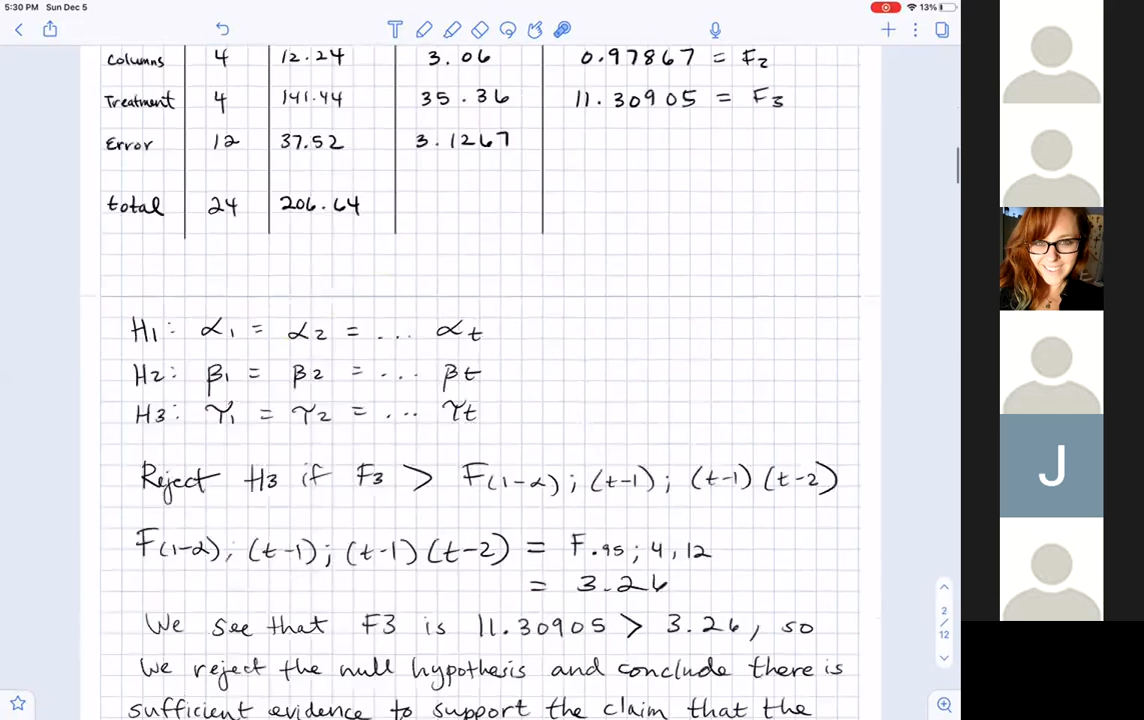 5:30 PM Sun Dec 5
13%
Columns 4 12.24 3.06 0.97867 = F2
Treatment 4 141.44 35.36 11.30905 = F3
Error 12 37.52 3.1267
total 24 206.64
H1: α1 = α2 = ... αt
H2: β1 = β2 = ... βt
H3: γ1 = γ2 = ... γt
Reject H3 if F3 > F(1-α); (t-1); (t-1)(t-2)
F(1-α), (t-1); (t-1)(t-2) = F.95; 4, 12
= 3.26
We see that F3 is 11.30905 > 3.26, so
we reject the null hypothesis and conclude there is
sufficient evidence to support the claim that the
J
2
/
12